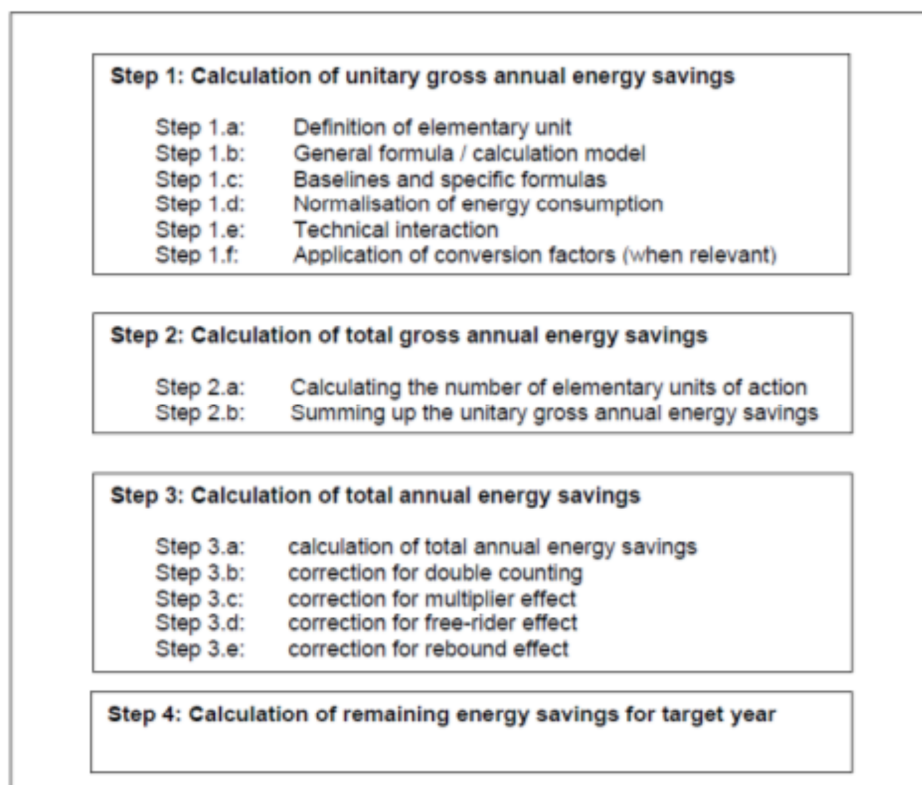 Step 1: Calculation of unitary gross annual energy savings
Step 1.a: Definition of elementary unit
Step 1.b: General formula / calculation model
Step 1.c: Baselines and specific formulas
Step 1.d: Normalisation of energy consumption
Step 1.e: Technical interaction
Step 1.f: Application of conversion factors (when relevant)
Step 2: Calculation of total gross annual energy savings
Step 2.a: Calculating the number of elementary units of action
Step 2.b: Summing up the unitary gross annual energy savings
Step 3: Calculation of total annual energy savings
Step 3.a: calculation of total annual energy savings
Step 3.b: correction for double counting
Step 3.c: correction for multiplier effect
Step 3.d: correction for free-rider effect
Step 3.e: correction for rebound effect
Step 4: Calculation of remaining energy savings for target year